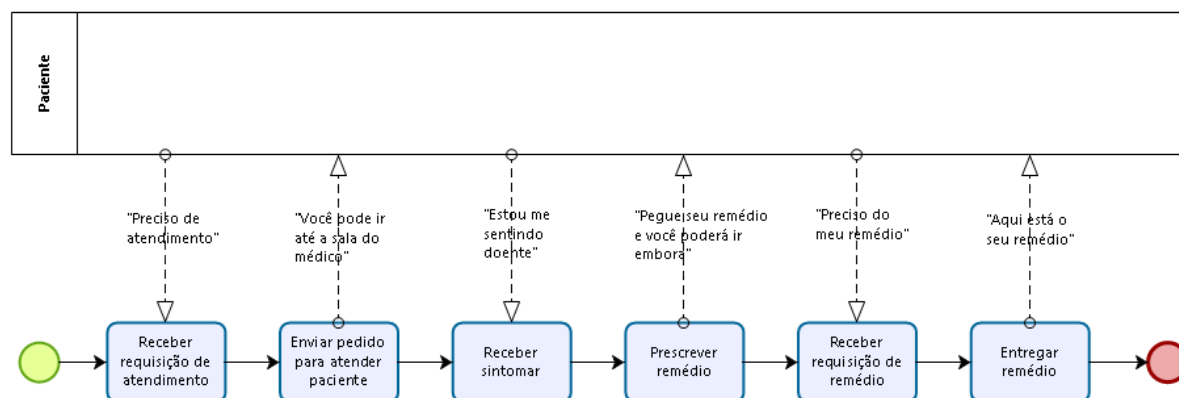 Paciente
"Preciso de
atendimento"
"Você pode ir
até a sala do
médico"
"Estou me
sentindo
doente"
"Pegue seu remédio
e você poderá ir
embora"
"Preciso do
meu remédio"
"Aqui está o
seu remédio"
Receber
requisição de
atendimento
Enviar pedido
para atender
paciente
Receber
sintomar
Prescrever
remédio
Receber
requisição de
remédio
Entregar
remédio